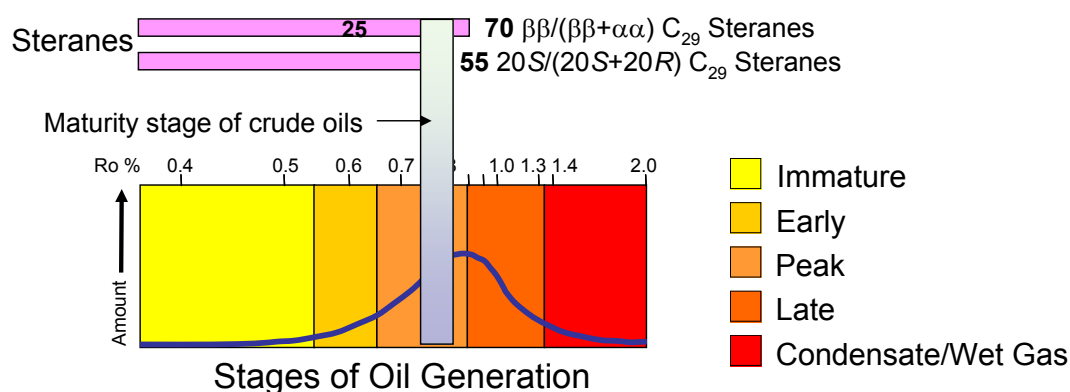 25
70 ββ/(ββ+αα) C29 Steranes
Steranes
55 20S/(20S+20R) C29 Steranes
Maturity stage of crude oils
Ro % 0.4 0.5 0.6 0.7 1.0 1.3 1.4 2.0
Amount
Immature
Early
Peak
Late
Condensate/Wet Gas
Stages of Oil Generation